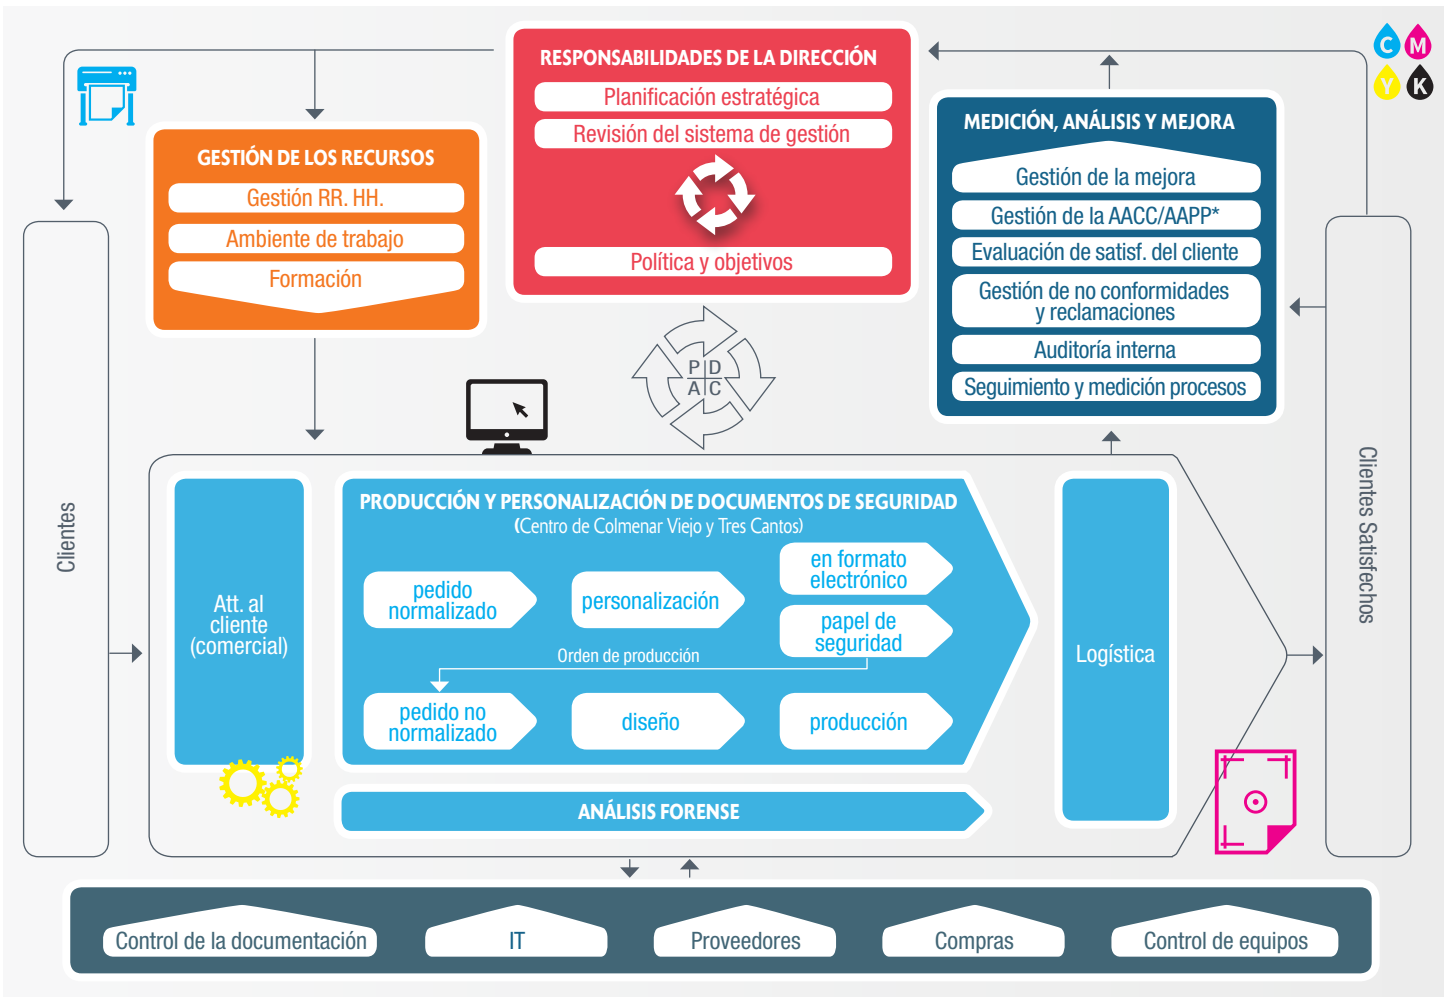 C M
Y K
RESPONSABILIDADES DE LA DIRECCIÓN
Planificación estratégica
Revisión del sistema de gestión
Política y objetivos
GESTIÓN DE LOS RECURSOS
Gestión RR. HH.
Ambiente de trabajo
Formación
MEDICIÓN, ANÁLISIS Y MEJORA
Gestión de la mejora
Gestión de la AACC/AAPP*
Evaluación de satisf. del cliente
Gestión de no conformidades
y reclamaciones
Auditoría interna
Seguimiento y medición procesos
P D
A C
Clientes
Att. al
cliente
(comercial)
PRODUCCIÓN Y PERSONALIZACIÓN DE DOCUMENTOS DE SEGURIDAD
(Centro de Colmenar Viejo y Tres Cantos)
pedido
normalizado
personalización
en formato
electrónico
papel de
seguridad
Orden de producción
pedido no
normalizado
diseño
producción
ANÁLISIS FORENSE
Logística
Clientes Satisfechos
Control de la documentación
IT
Proveedores
Compras
Control de equipos